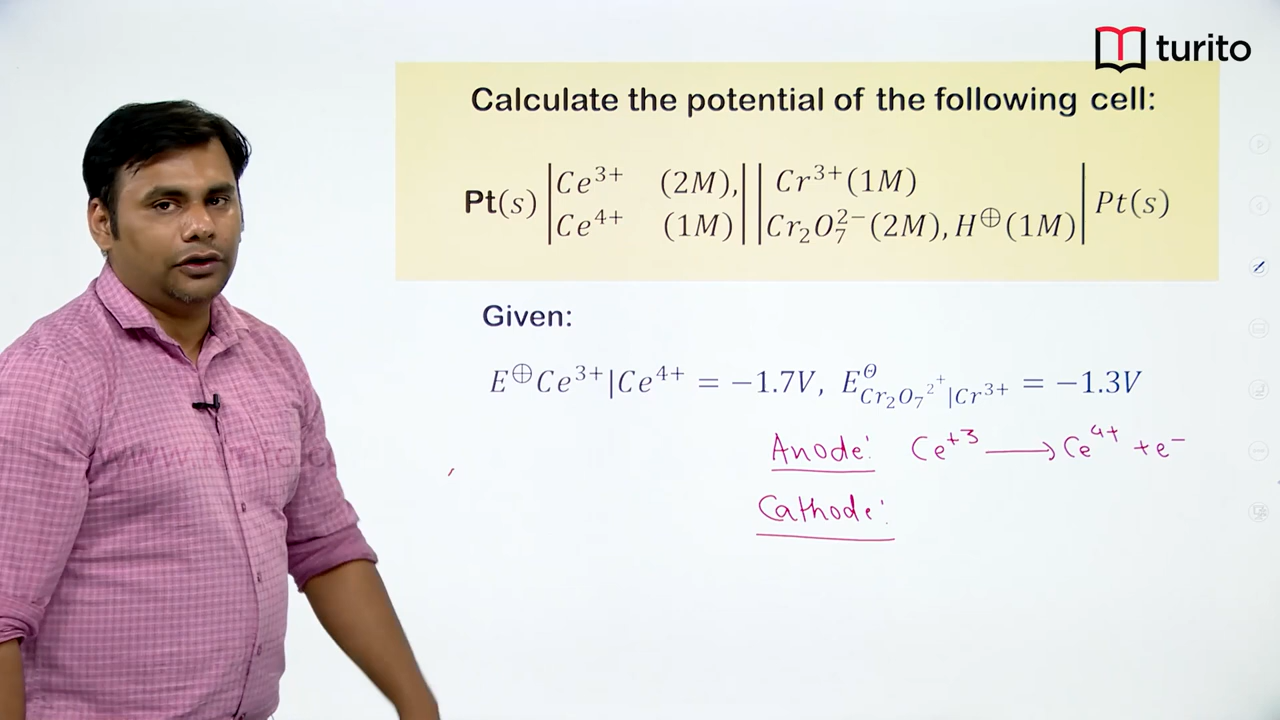 turito
Calculate the potential of the following cell:
Pt(s) |Ce³⁺ (2M),| |Cr³⁺(1M)
Ce⁴⁺ (1M)| |Cr₂O₇²⁻(2M), H⊕(1M)| Pt(s)
Given:
E⊕Ce³⁺|Ce⁴⁺ = −1.7V, E^Θ_Cr₂O₇²⁺|Cr³⁺ = −1.3V
Anode: Ce⁺³ ⟶ Ce⁴⁺ + e⁻
Cathode: